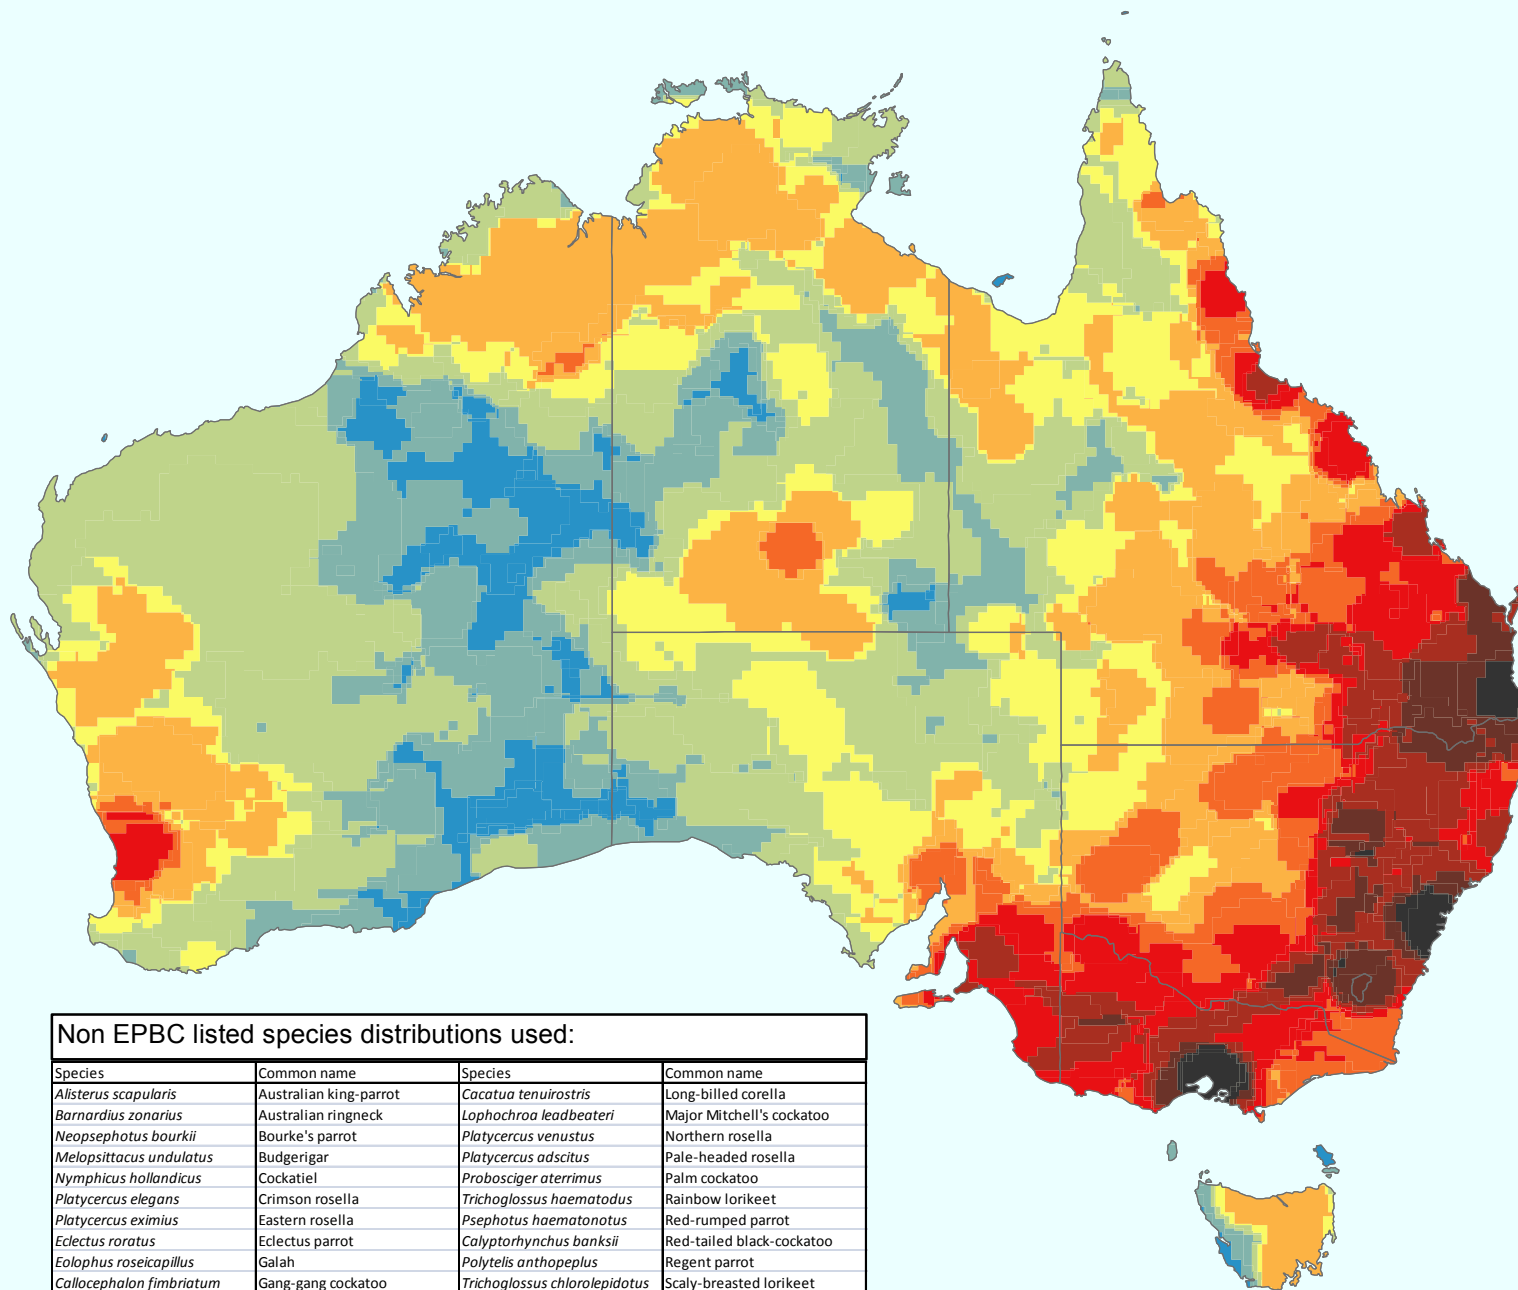 Non EPBC listed species distributions used:
Species Common name Species Common name
Alisterus scapularis Australian king-parrot Cacatua tenuirostris Long-billed corella
Barnardius zonarius Australian ringneck Lophochroa leadbeateri Major Mitchell's cockatoo
Neopsephotus bourkii Bourke's parrot Platycercus venustus Northern rosella
Melopsittacus undulatus Budgerigar Platycercus adscitus Pale-headed rosella
Nymphicus hollandicus Cockatiel Probosciger aterrimus Palm cockatoo
Platycercus elegans Crimson rosella Trichoglossus haematodus Rainbow lorikeet
Platycercus eximius Eastern rosella Psephotus haematonotus Red-rumped parrot
Eclectus roratus Eclectus parrot Calyptorhynchus banksii Red-tailed black-cockatoo
Eolophus roseicapillus Galah Polytelis anthopeplus Regent parrot
Callocephalon fimbriatum Gang-gang cockatoo Trichoglossus chlorolepidotus Scaly-breasted lorikeet